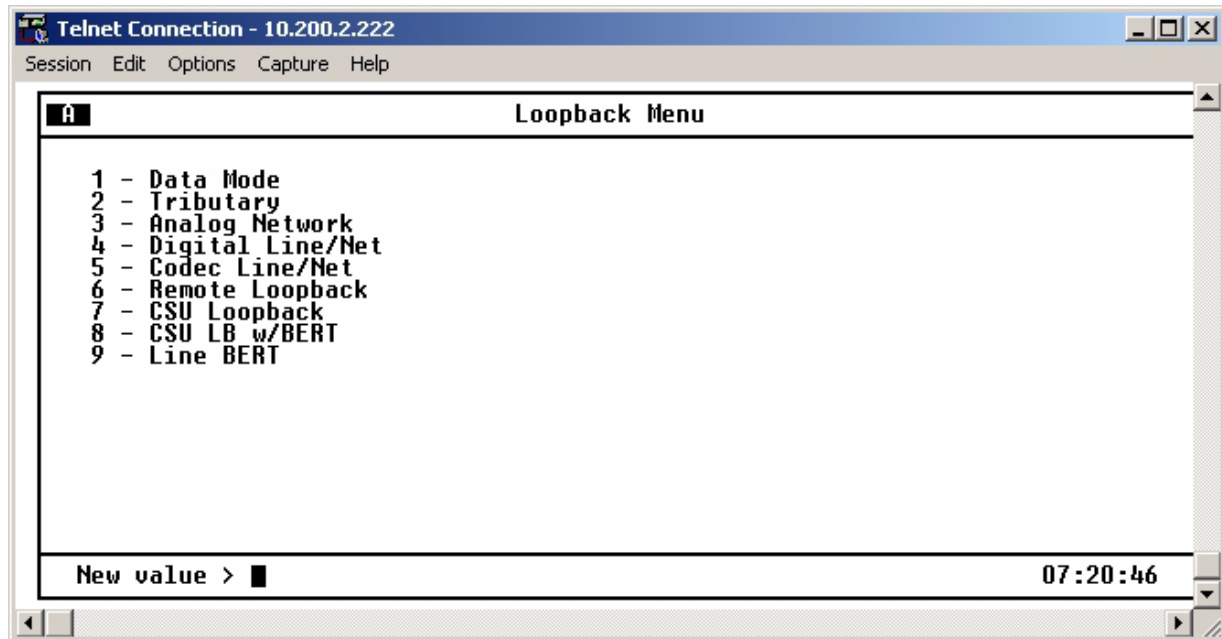 Telnet Connection - 10.200.2.222
Session Edit Options Capture Help
A Loopback Menu
1 - Data Mode
2 - Tributary
3 - Analog Network
4 - Digital Line/Net
5 - Codec Line/Net
6 - Remote Loopback
7 - CSU Loopback
8 - CSU LB w/BERT
9 - Line BERT
New value > 07:20:46